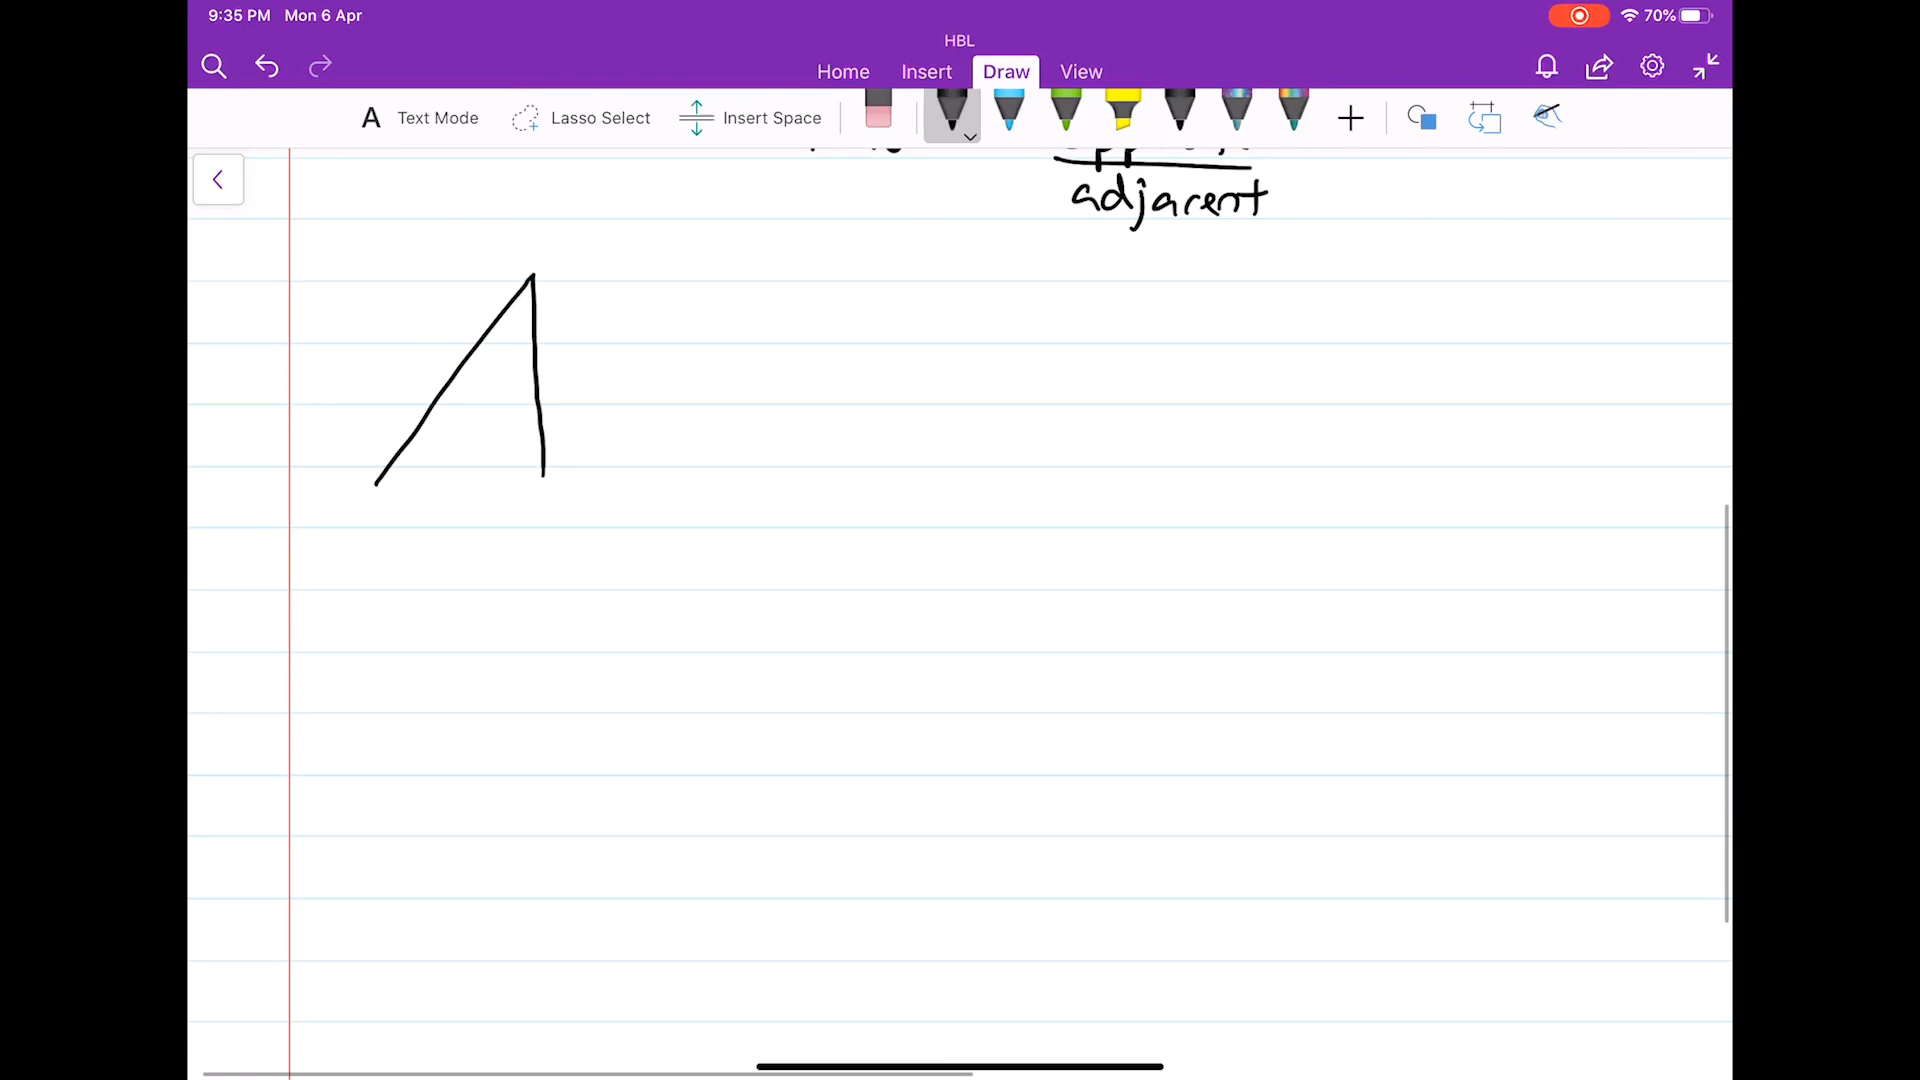 9:35 PM Mon 6 Apr 70%
HBL
Home Insert Draw View
A Text Mode Lasso Select Insert Space
adjacent